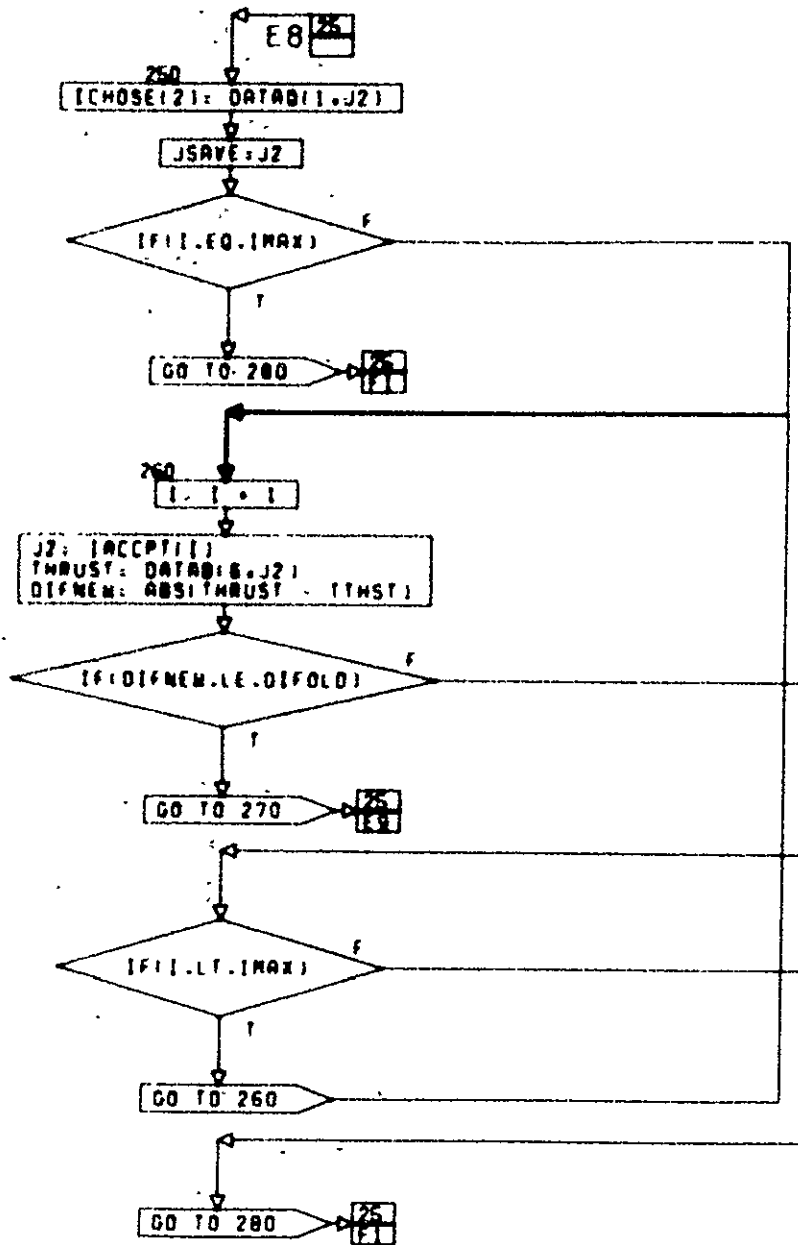 E8 25
250
ICHOSE(2)= DATAB(1,J2)
JSAVE=J2
IF(I.EQ.IMAX)
F
T
GO TO 280
25
F1
260
I= I + 1
J2= IACCPT(I)
THRUST= DATAB(6,J2)
DIFNEW= ABS(THRUST - TTHST)
IF(DIFNEW.LE.DIFOLD)
F
T
GO TO 270
25
E9
IF(I.LT.IMAX)
F
T
GO TO 260
GO TO 280
25
F1